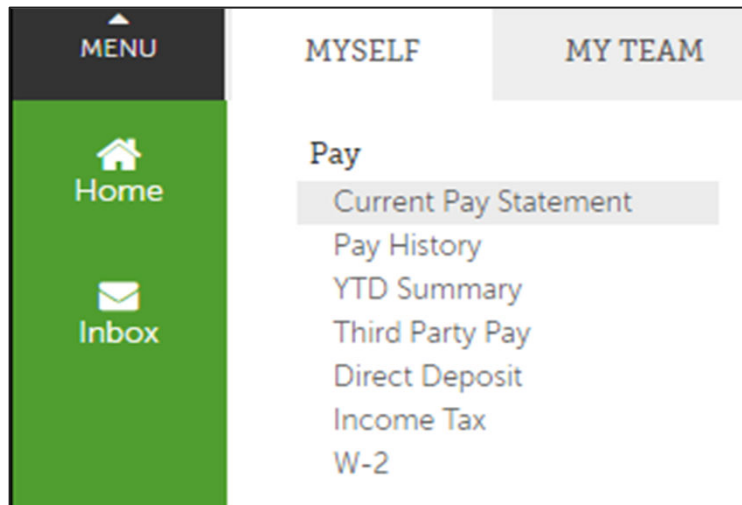 MENU
MYSELF
MY TEAM
Home
Inbox
Pay
Current Pay Statement
Pay History
YTD Summary
Third Party Pay
Direct Deposit
Income Tax
W-2